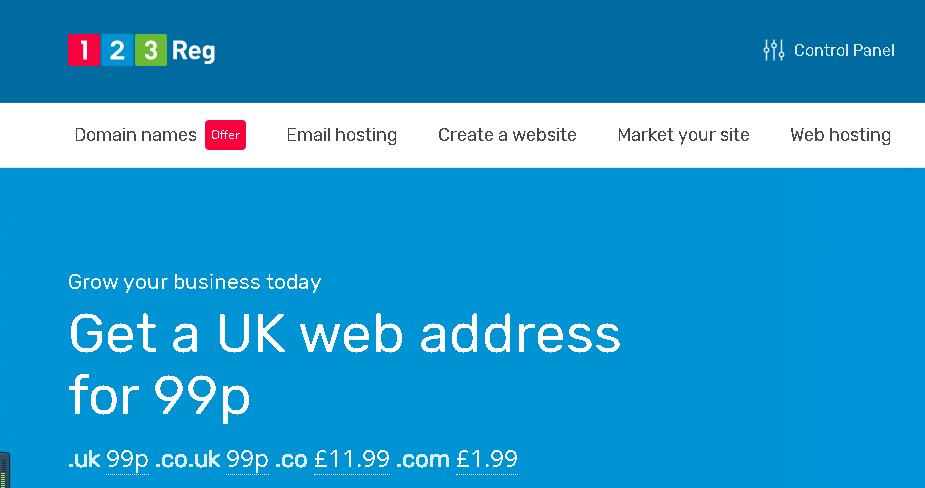 1 2 3 Reg
Control Panel
Domain names Offer Email hosting Create a website Market your site Web hosting
Grow your business today
Get a UK web address
for 99p
.uk 99p .co.uk 99p .co £11.99 .com £1.99